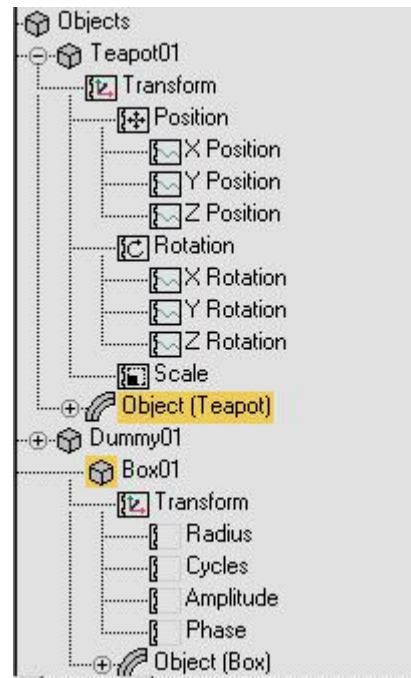 Objects
Teapot01
Transform
Position
X Position
Y Position
Z Position
Rotation
X Rotation
Y Rotation
Z Rotation
Scale
Object (Teapot)
Dummy01
Box01
Transform
Radius
Cycles
Amplitude
Phase
Object (Box)